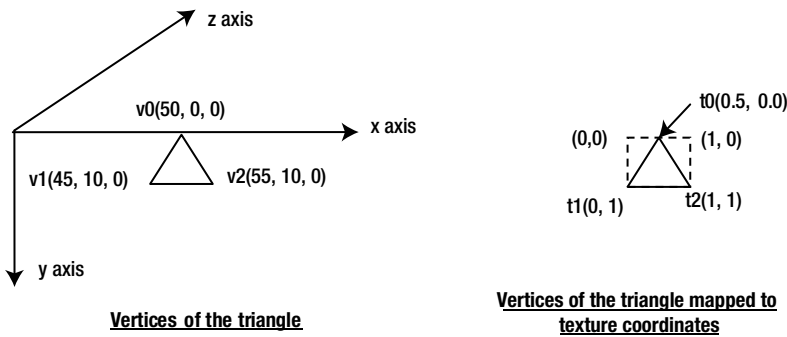 z axis
v0(50, 0, 0)
x axis
v1(45, 10, 0)
v2(55, 10, 0)
y axis
Vertices of the triangle
t0(0.5, 0.0)
(0,0)
(1, 0)
t1(0, 1)
t2(1, 1)
Vertices of the triangle mapped to
texture coordinates